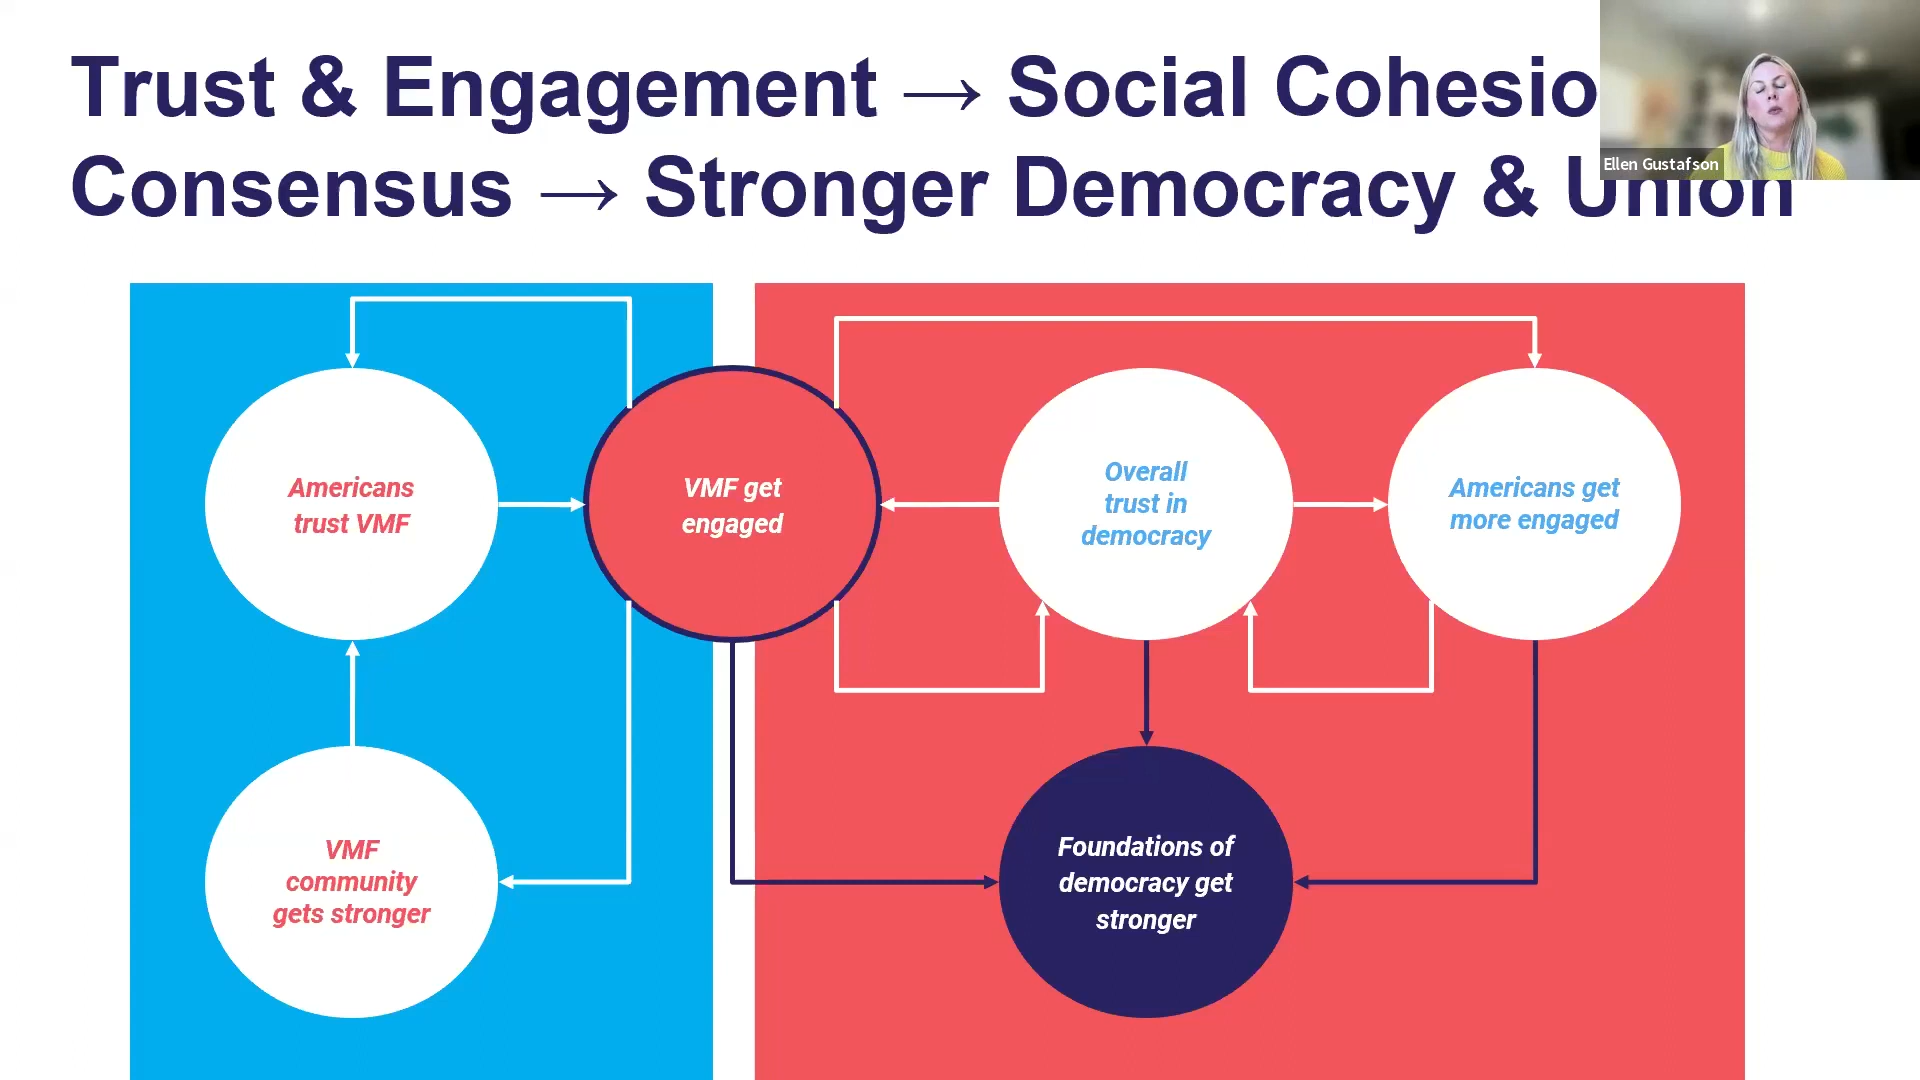 Trust & Engagement → Social Cohesio
Consensus → Stronger Democracy & Union
Ellen Gustafson
Americans
trust VMF
VMF get
engaged
Overall
trust in
democracy
Americans get
more engaged
VMF
community
gets stronger
Foundations of
democracy get
stronger